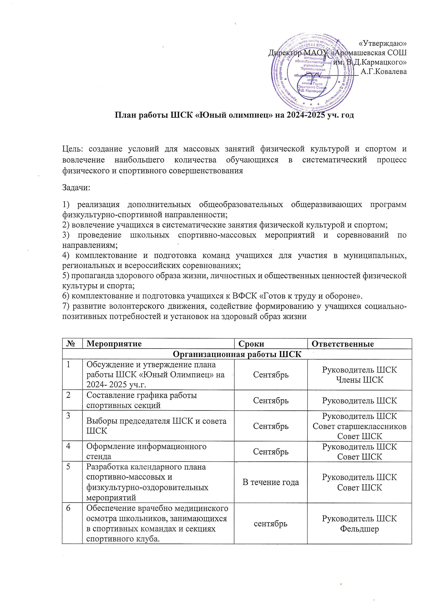 «Утверждаю»
Директор МАОУ «Аромашевская СОШ
им. В.Д.Кармацкого»
А.Г.Ковалева
План работы ШСК «Юный олимпиец» на 2024-2025 уч. год
Цель: создание условий для массовых занятий физической культурой и спортом и
вовлечение наибольшего количества обучающихся в систематический процесс
физического и спортивного совершенствования
Задачи:
1) реализация дополнительных общеобразовательных общеразвивающих программ
физкультурно-спортивной направленности;
2) вовлечение учащихся в систематические занятия физической культурой и спортом;
3) проведение школьных спортивно-массовых мероприятий и соревнований по
направлениям;
4) комплектование и подготовка команд учащихся для участия в муниципальных,
региональных и всероссийских соревнованиях;
5) пропаганда здорового образа жизни, личностных и общественных ценностей физической
культуры и спорта;
6) комплектование и подготовка учащихся к ВФСК «Готов к труду и обороне».
7) развитие волонтерского движения, содействие формированию у учащихся социально-
позитивных потребностей и установок на здоровый образ жизни
№ Мероприятие Сроки Ответственные
Организационная работы ШСК
1 Обсуждение и утверждение плана
работы ШСК «Юный Олимпиец» на
2024- 2025 уч.г.
Сентябрь
Руководитель ШСК
Члены ШСК
2 Составление графика работы
спортивных секций
Сентябрь
Руководитель ШСК
3 Выборы председателя ШСК и совета
ШСК
Сентябрь
Руководитель ШСК
Совет старшеклассников
Совет ШСК
4 Оформление информационного
стенда
Сентябрь
Руководитель ШСК
Совет ШСК
5 Разработка календарного плана
спортивно-массовых и
физкультурно-оздоровительных
мероприятий
В течение года
Руководитель ШСК
Совет ШСК
6 Обеспечение врачебно медицинского
осмотра школьников, занимающихся
в спортивных командах и секциях
спортивного клуба.
сентябрь
Руководитель ШСК
Фельдшер